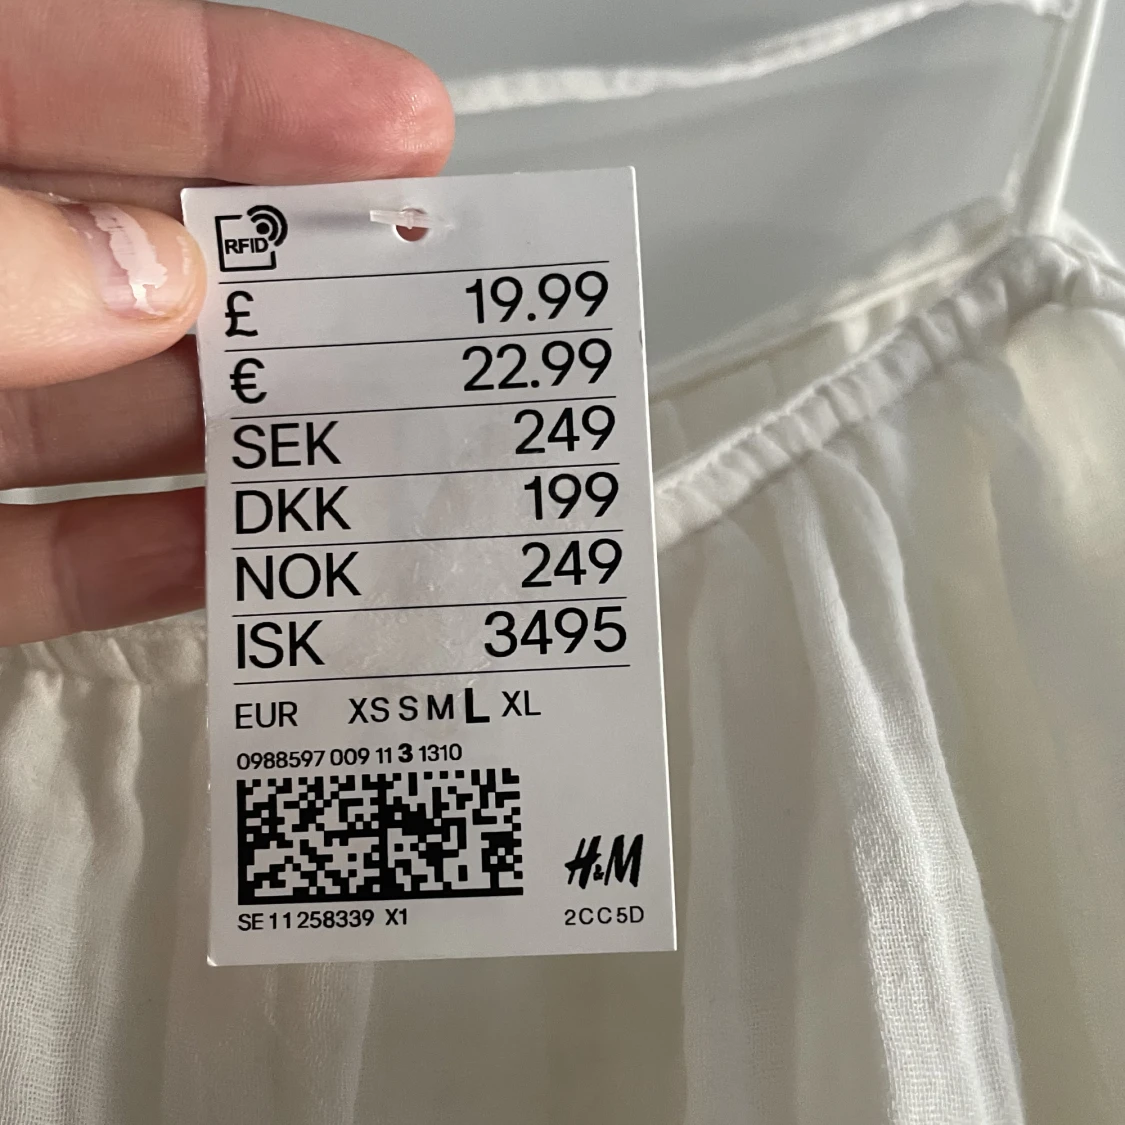 RFID
£ 19.99
€ 22.99
SEK 249
DKK 199
NOK 249
ISK 3495
EUR XS S M L XL
0988597 009 11 3 1310
H&M
SE 11 258339 X1 2CC5D